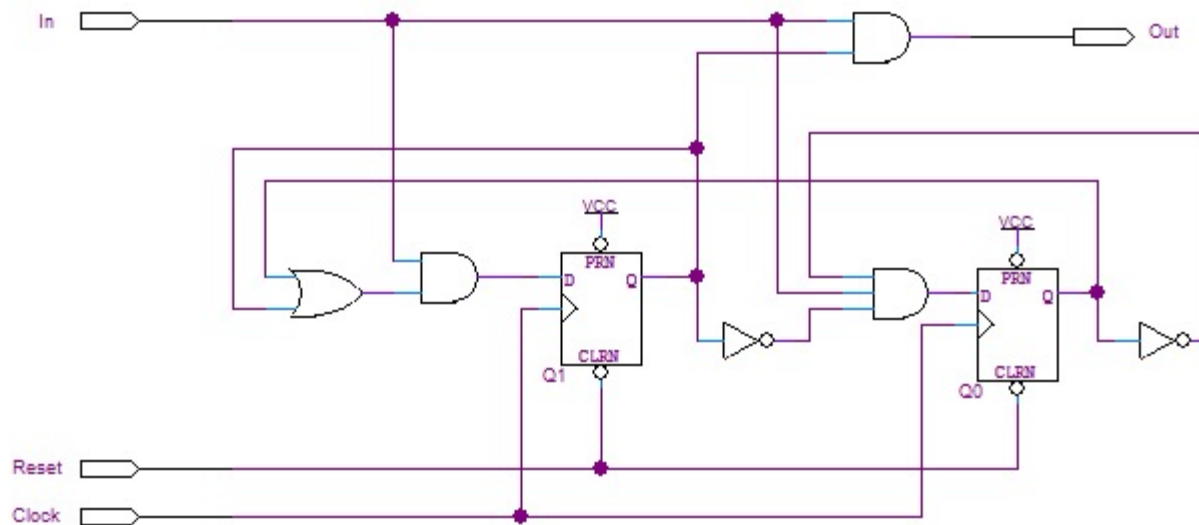 In
Out
VCC
VCC
PRN
D Q
CLRN
Q1
PRN
D Q
CLRN
Q0
Reset
Clock